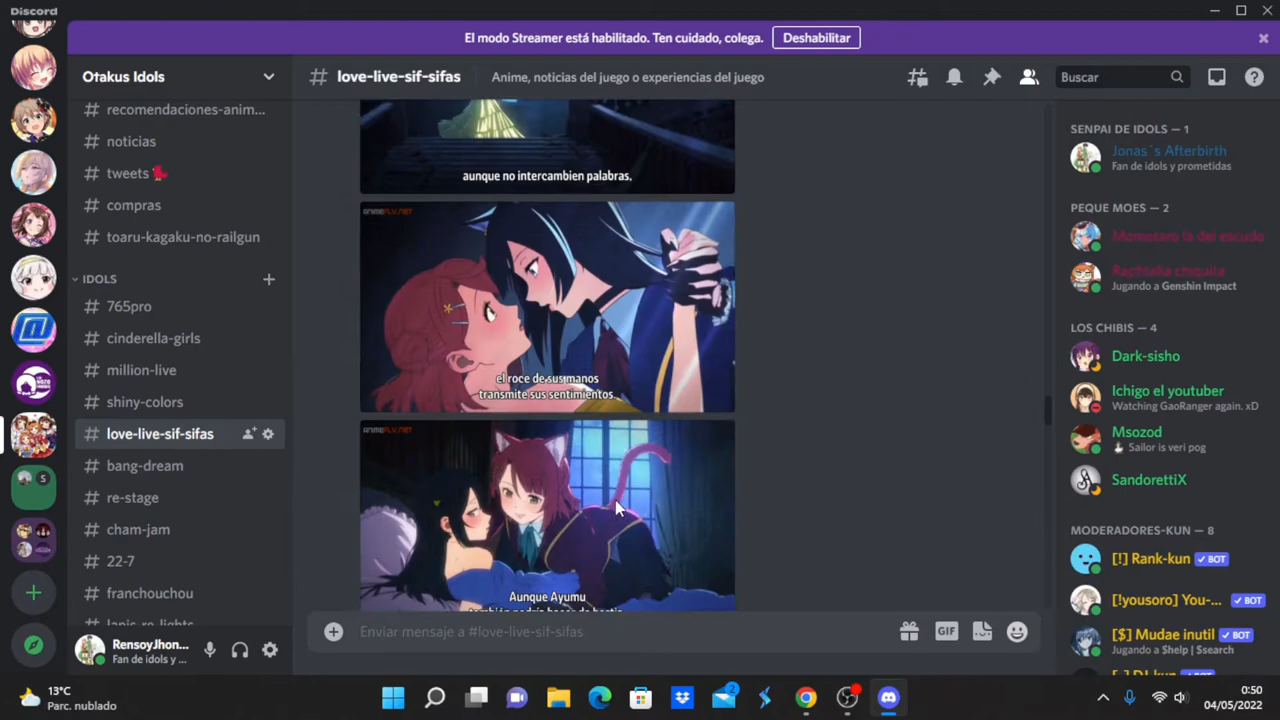 Discord
El modo Streamer está habilitado. Ten cuidado, colega.
Deshabilitar
Otakus Idols
# love-live-sif-sifas
Anime, noticias del juego o experiencias del juego
Buscar
# recomendaciones-anim...
# noticias
# tweets
# compras
# toaru-kagaku-no-railgun
IDOLS
# 765pro
# cinderella-girls
# million-live
# shiny-colors
# love-live-sif-sifas
# bang-dream
# re-stage
# cham-jam
# 22-7
# franchouchou
lapis-re-lights
S
RensoyJhon...
Fan de idols y ...
aunque no intercambien palabras.
ANIMEFLV.NET
el roce de sus manos
transmite sus sentimientos.
ANIMEFLV.NET
Aunque Ayumu
Enviar mensaje a #love-live-sif-sifas
GIF
SENPAI DE IDOLS — 1
Jonas`s Afterbirth
Fan de idols y prometidas
PEQUE MOES — 2
Momotaro la del escudo
Raphtalia chiquita
Jugando a Genshin Impact
LOS CHIBIS — 4
Dark-sisho
Ichigo el youtuber
Watching GaoRanger again. xD
Msozod
Sailor is veri pog
SandorettiX
MODERADORES-KUN — 8
[!] Rank-kun ✓ BOT
[!yousoro] You-... ✓ BOT
[$] Mudae inutil ✓ BOT
Jugando a $help | $search
13°C
Parc. nublado
2
0:50
04/05/2022